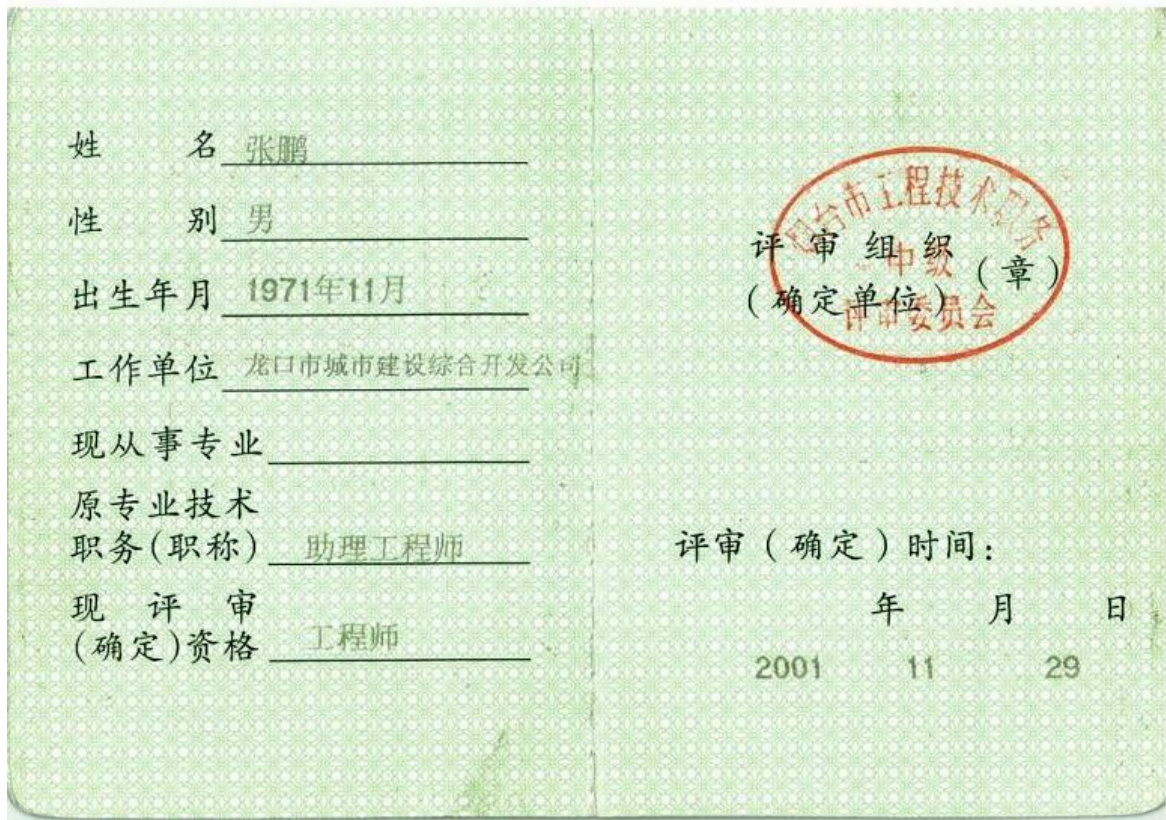 姓 名 张鹏
性 别 男
出生年月 1971年11月
工作单位 龙口市城市建设综合开发公司
现从事专业
原专业技术
职务(职称) 助理工程师
现 评 审
(确定)资格 工程师
烟台市工程技术职务
中级
评审委员会
评 审 组 织
(确定单位)
(章)
评审(确定)时间:
年 月 日
2001 11 29